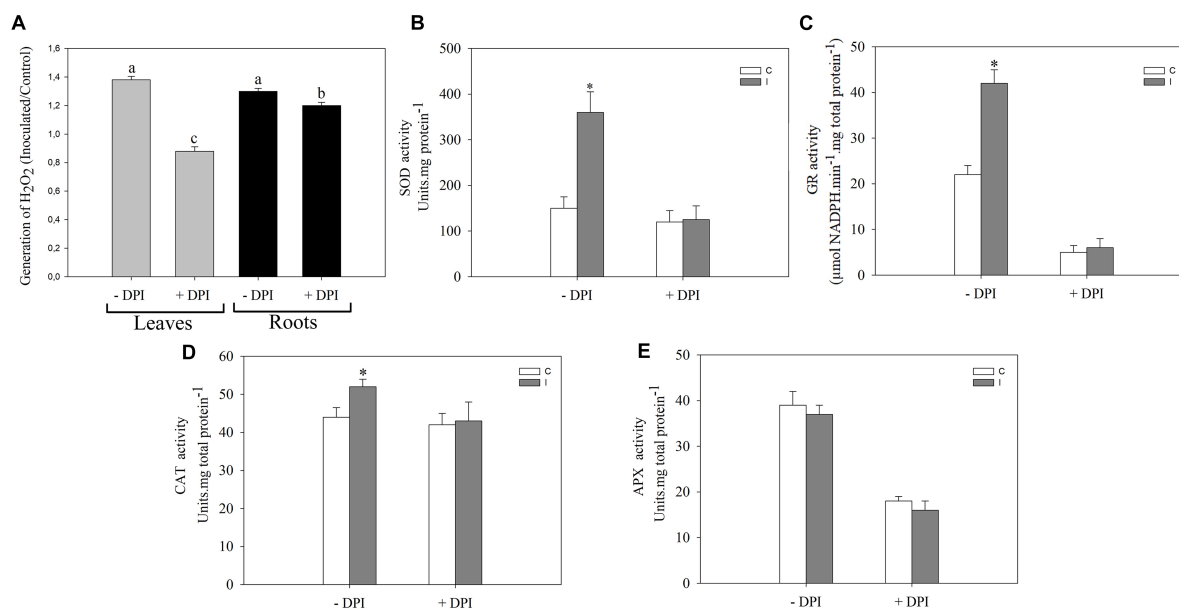 A
Generation of H2O2 (Inoculated/Control)
1,6
1,4
1,2
1,0
0,8
0,6
0,4
0,2
0,0
a
c
a
b
- DPI
+ DPI
- DPI
+ DPI
Leaves
Roots
B
SOD activity
Units.mg protein-1
500
400
300
200
100
0
*
C
I
- DPI
+ DPI
C
GR activity
(µmol NADPH.min-1.mg total protein-1)
50
40
30
20
10
0
*
C
I
- DPI
+ DPI
D
CAT activity
Units.mg total protein-1
60
50
40
30
20
10
0
*
C
I
- DPI
+ DPI
E
APX activity
Units.mg total protein-1
50
40
30
20
10
0
C
I
- DPI
+ DPI